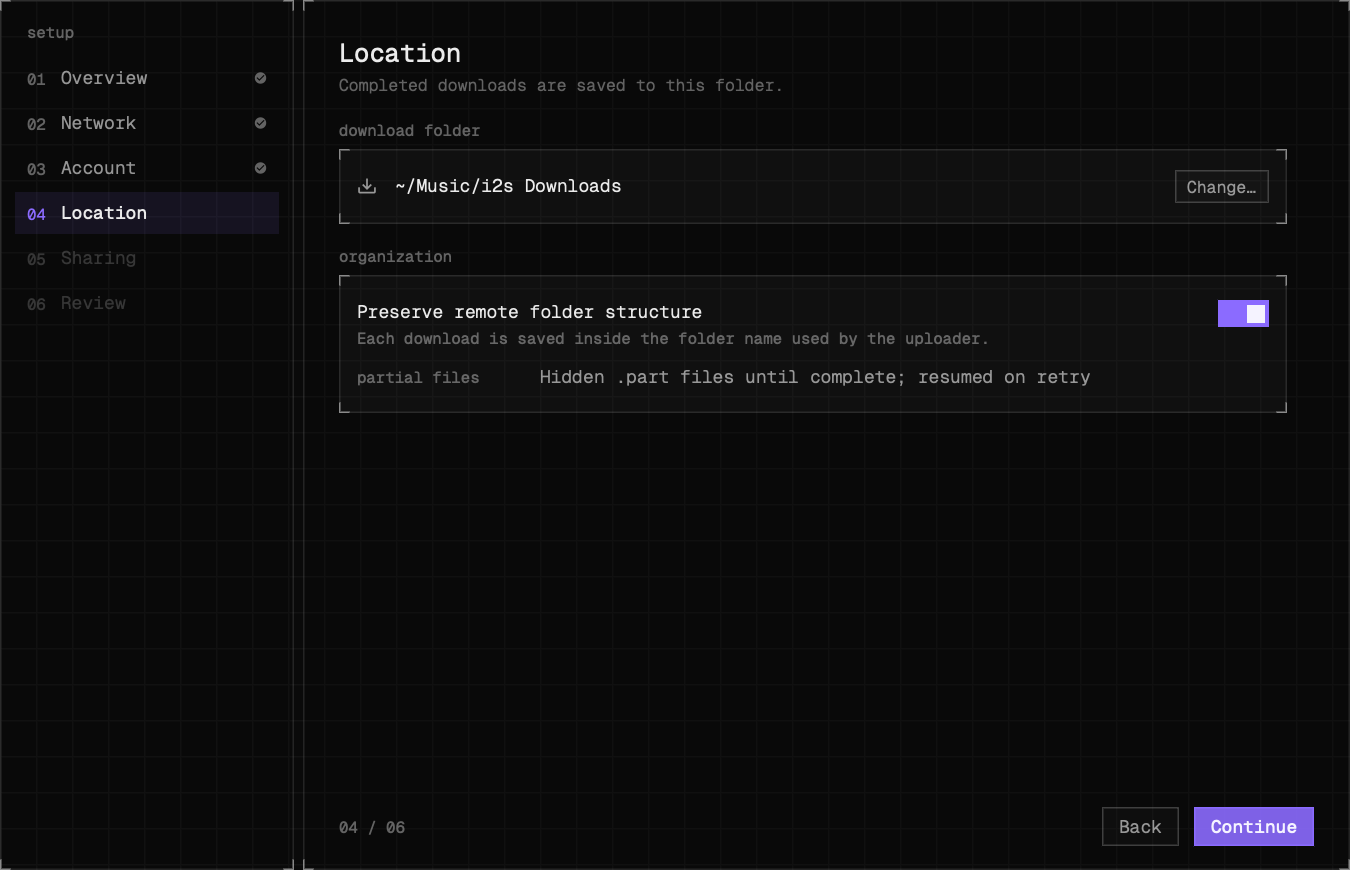 setup
01 Overview
02 Network
03 Account
04 Location
05 Sharing
06 Review
Location
Completed downloads are saved to this folder.
download folder
~/Music/i2s Downloads
Change…
organization
Preserve remote folder structure
Each download is saved inside the folder name used by the uploader.
partial files Hidden .part files until complete; resumed on retry
04 / 06
Back
Continue